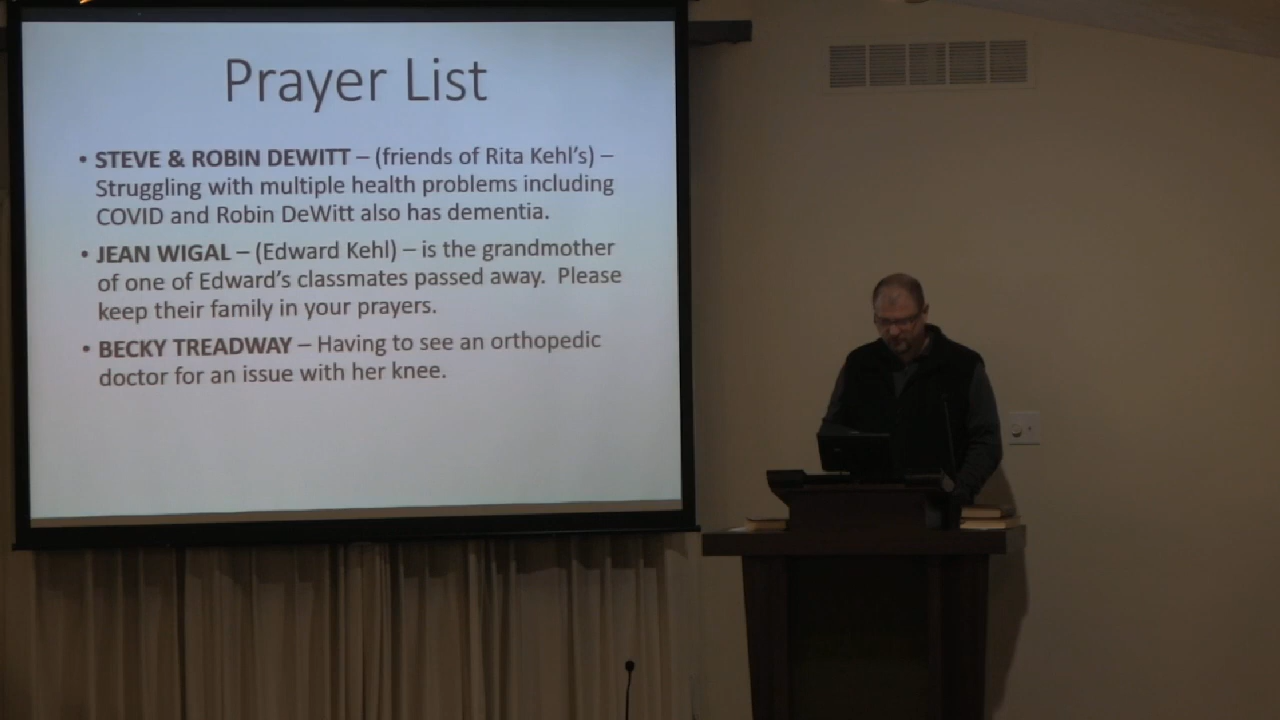 Prayer List
• STEVE & ROBIN DEWITT – (friends of Rita Kehl's) –
Struggling with multiple health problems including
COVID and Robin DeWitt also has dementia.
• JEAN WIGAL – (Edward Kehl) – is the grandmother
of one of Edward's classmates passed away.  Please
keep their family in your prayers.
• BECKY TREADWAY – Having to see an orthopedic
doctor for an issue with her knee.